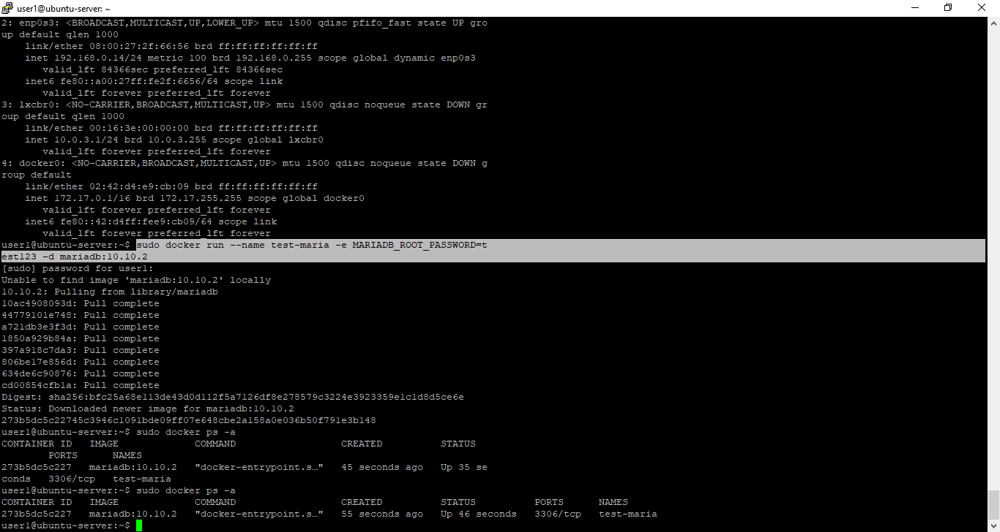 user1@ubuntu-server: ~
2: enp0s3: <BROADCAST,MULTICAST,UP,LOWER_UP> mtu 1500 qdisc pfifo_fast state UP gro
up default qlen 1000
    link/ether 08:00:27:2f:66:56 brd ff:ff:ff:ff:ff:ff
    inet 192.168.0.14/24 metric 100 brd 192.168.0.255 scope global dynamic enp0s3
       valid_lft 84366sec preferred_lft 84366sec
    inet6 fe80::a00:27ff:fe2f:6656/64 scope link
       valid_lft forever preferred_lft forever
3: lxcbr0: <NO-CARRIER,BROADCAST,MULTICAST,UP> mtu 1500 qdisc noqueue state DOWN gr
oup default qlen 1000
    link/ether 00:16:3e:00:00:00 brd ff:ff:ff:ff:ff:ff
    inet 10.0.3.1/24 brd 10.0.3.255 scope global lxcbr0
       valid_lft forever preferred_lft forever
4: docker0: <NO-CARRIER,BROADCAST,MULTICAST,UP> mtu 1500 qdisc noqueue state DOWN g
roup default
    link/ether 02:42:d4:e9:cb:09 brd ff:ff:ff:ff:ff:ff
    inet 172.17.0.1/16 brd 172.17.255.255 scope global docker0
       valid_lft forever preferred_lft forever
    inet6 fe80::42:d4ff:fee9:cb09/64 scope link
       valid_lft forever preferred_lft forever
user1@ubuntu-server:~$ sudo docker run --name test-maria -e MARIADB_ROOT_PASSWORD=t
est123 -d mariadb:10.10.2
[sudo] password for user1:
Unable to find image 'mariadb:10.10.2' locally
10.10.2: Pulling from library/mariadb
10ac4908093d: Pull complete
44779101e748: Pull complete
a721db3e3f3d: Pull complete
1850a929b84a: Pull complete
397a918c7da3: Pull complete
806be17e856d: Pull complete
634de6c90876: Pull complete
cd00854cfb1a: Pull complete
Digest: sha256:bfc25a68e113de43d0d112f5a7126df8e278579c3224e3923359e1c1d8d5ce6e
Status: Downloaded newer image for mariadb:10.10.2
273b5dc5c22745c3946c1091bde09ff07e648cbe2a158a0e036b50f791e3b148
user1@ubuntu-server:~$ sudo docker ps -a
CONTAINER ID   IMAGE             COMMAND                  CREATED          STATUS
        PORTS      NAMES
273b5dc5c227   mariadb:10.10.2   "docker-entrypoint.s…"   45 seconds ago   Up 35 se
conds   3306/tcp   test-maria
user1@ubuntu-server:~$ sudo docker ps -a
CONTAINER ID   IMAGE             COMMAND                  CREATED          STATUS          PORTS      NAMES
273b5dc5c227   mariadb:10.10.2   "docker-entrypoint.s…"   55 seconds ago   Up 46 seconds   3306/tcp   test-maria
user1@ubuntu-server:~$